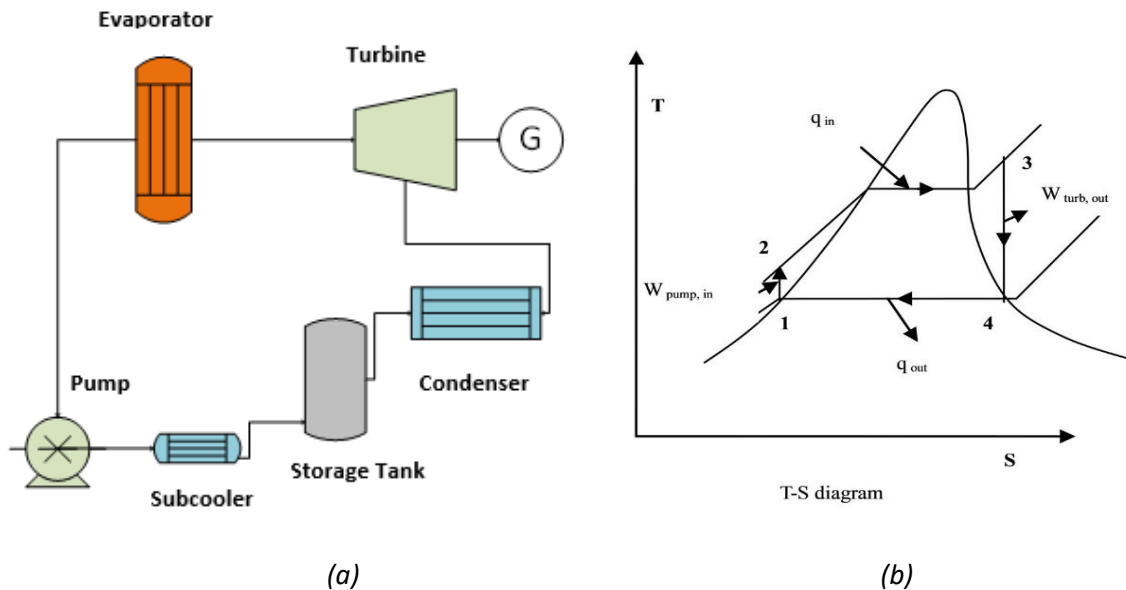 Evaporator
Turbine
G
Pump
Subcooler
Storage Tank
Condenser
(a)
T
q in
3
W turb, out
2
W pump, in
1
4
q out
S
T-S diagram
(b)